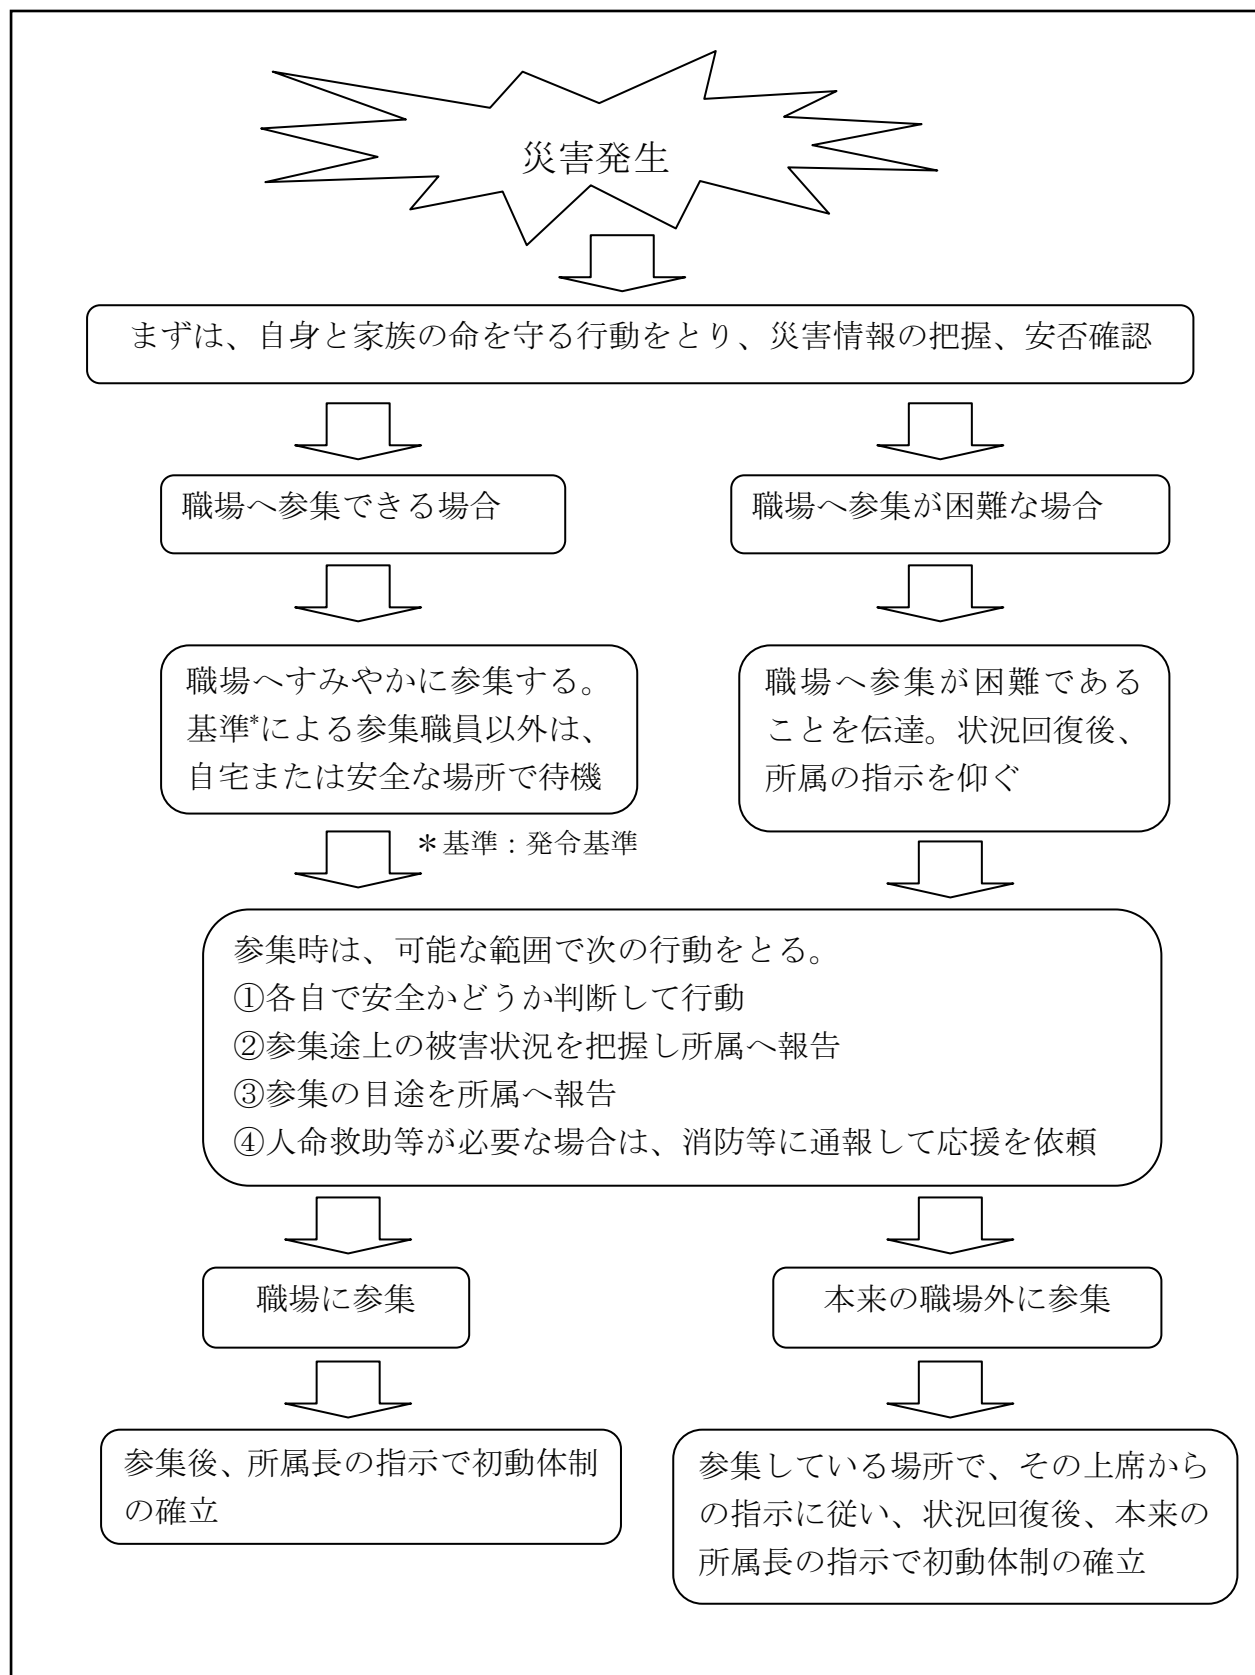 災害発生
まずは、自身と家族の命を守る行動をとり、災害情報の把握、安否確認
職場へ参集できる場合
職場へ参集が困難な場合
職場へすみやかに参集する。
基準*による参集職員以外は、
自宅または安全な場所で待機
職場へ参集が困難である
ことを伝達。状況回復後、
所属の指示を仰ぐ
＊基準：発令基準
参集時は、可能な範囲で次の行動をとる。
①各自で安全かどうか判断して行動
②参集途上の被害状況を把握し所属へ報告
③参集の目途を所属へ報告
④人命救助等が必要な場合は、消防等に通報して応援を依頼
職場に参集
本来の職場外に参集
参集後、所属長の指示で初動体制
の確立
参集している場所で、その上席から
の指示に従い、状況回復後、本来の
所属長の指示で初動体制の確立